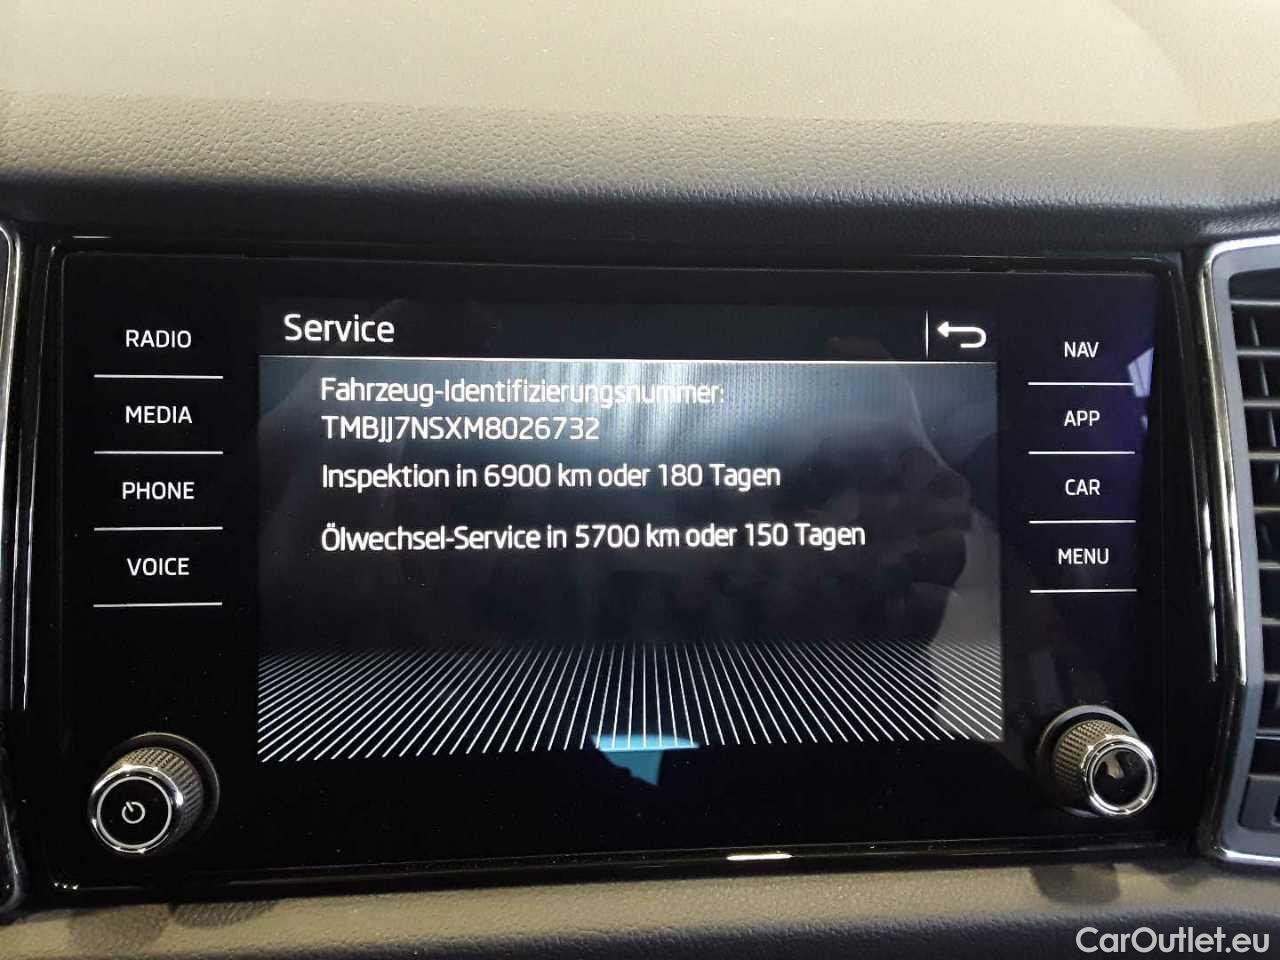 Service
Fahrzeug-Identifizierungsnummer:
TMBJJ7NSXM8026732
Inspektion in 6900 km oder 180 Tagen
Ölwechsel-Service in 5700 km oder 150 Tagen
RADIO
MEDIA
PHONE
VOICE
NAV
APP
CAR
MENU
CarOutlet.eu